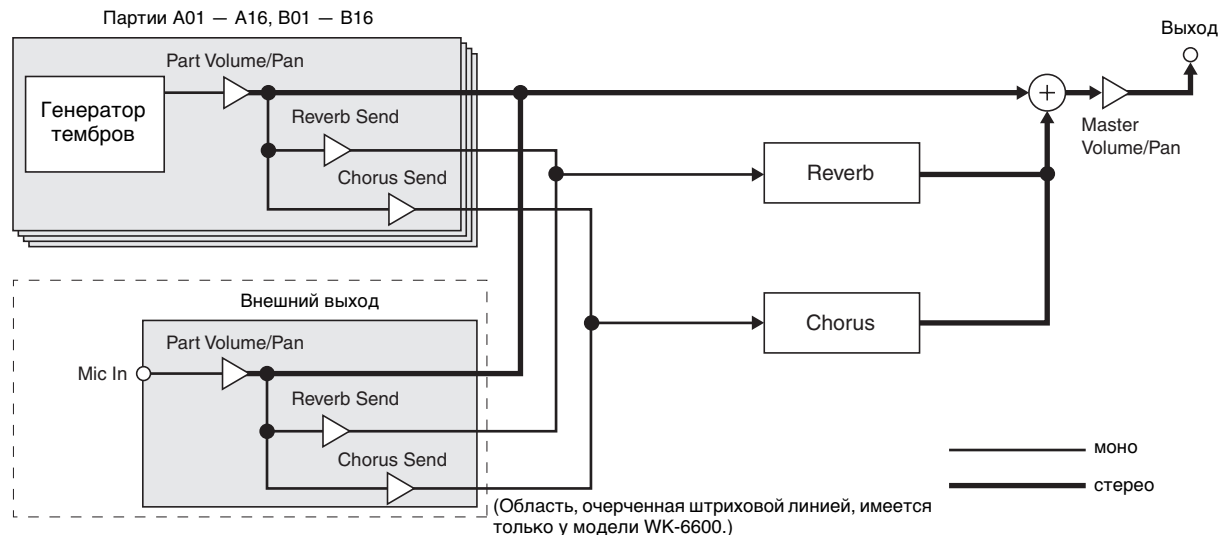 Партии A01 — A16, B01 — B16
Выход
Part Volume/Pan
Генератор
тембров
Reverb Send
Chorus Send
Master
Volume/Pan
Reverb
Внешний выход
Chorus
Part Volume/Pan
Mic In
Reverb Send
Chorus Send
моно
стерео
(Область, очерченная штриховой линией, имеется
только у модели WK-6600.)